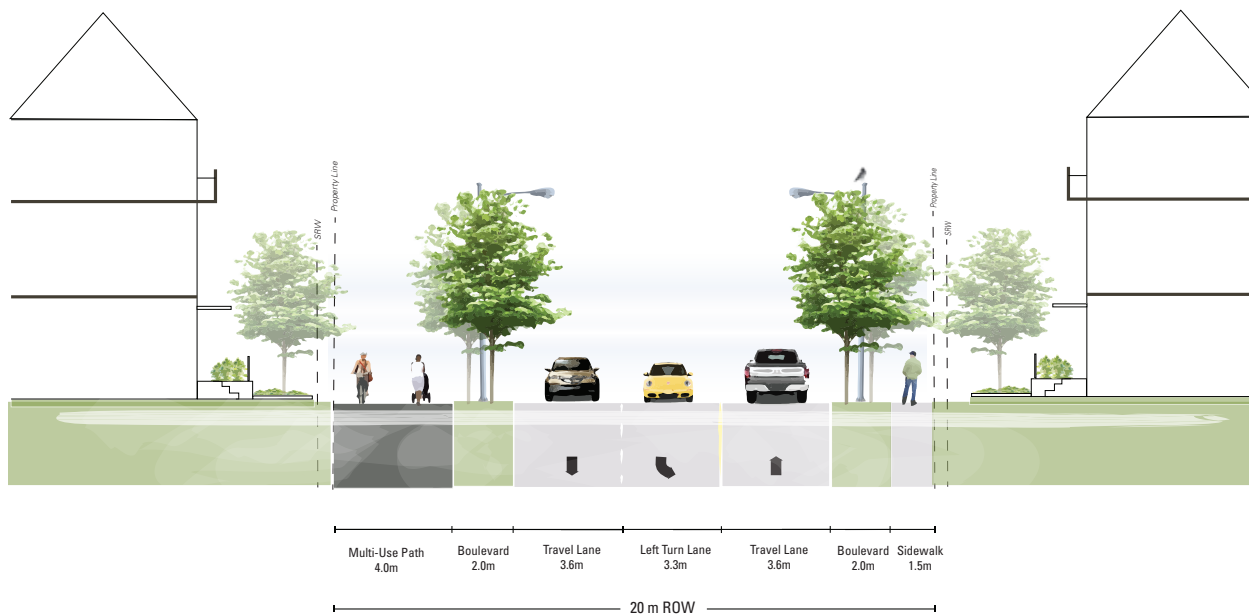 SRW
Property Line
Property Line
SRW
Multi-Use Path
4.0m
Boulevard
2.0m
Travel Lane
3.6m
Left Turn Lane
3.3m
Travel Lane
3.6m
Boulevard
2.0m
Sidewalk
1.5m
20 m ROW